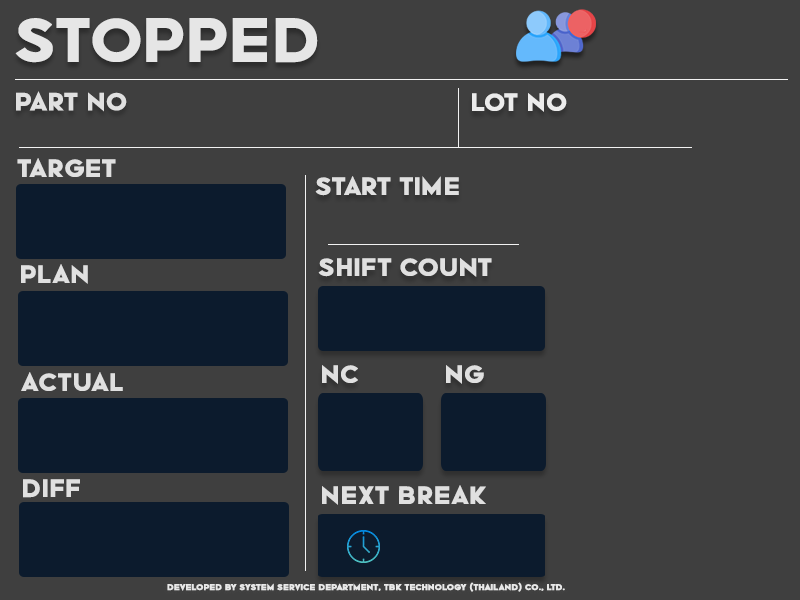 STOPPED
PART NO
LOT NO
TARGET
START TIME
PLAN
SHIFT COUNT
ACTUAL
NC
NG
DIFF
NEXT BREAK
DEVELOPED BY SYSTEM SERVICE DEPARTMENT, TBK TECHNOLOGY (THAILAND) CO., LTD.